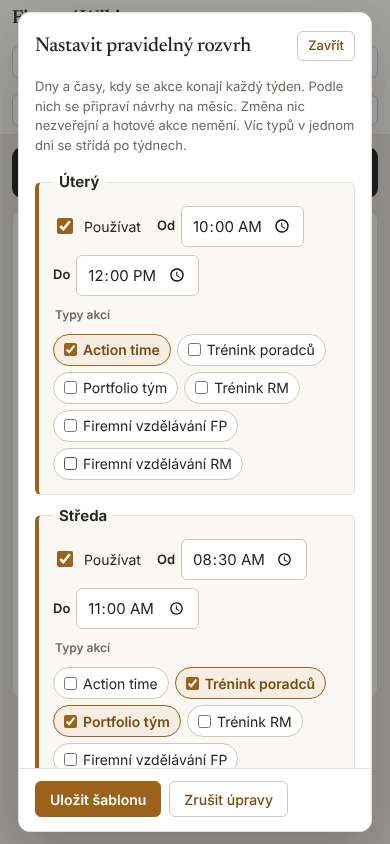 Nastavit pravidelný rozvrh
Zavřít
Dny a časy, kdy se akce konají každý týden. Podle
nich se připraví návrhy na měsíc. Změna nic
nezveřejní a hotové akce nemění. Víc typů v jednom
dni se střídá po týdnech.
Úterý
Používat Od 10:00 AM
Do 12:00 PM
Typy akcí
Action time Trénink poradců
Portfolio tým Trénink RM
Firemní vzdělávání FP
Firemní vzdělávání RM
Středa
Používat Od 08:30 AM
Do 11:00 AM
Typy akcí
Action time Trénink poradců
Portfolio tým Trénink RM
Firemní vzdělávání FP
Uložit šablonu Zrušit úpravy